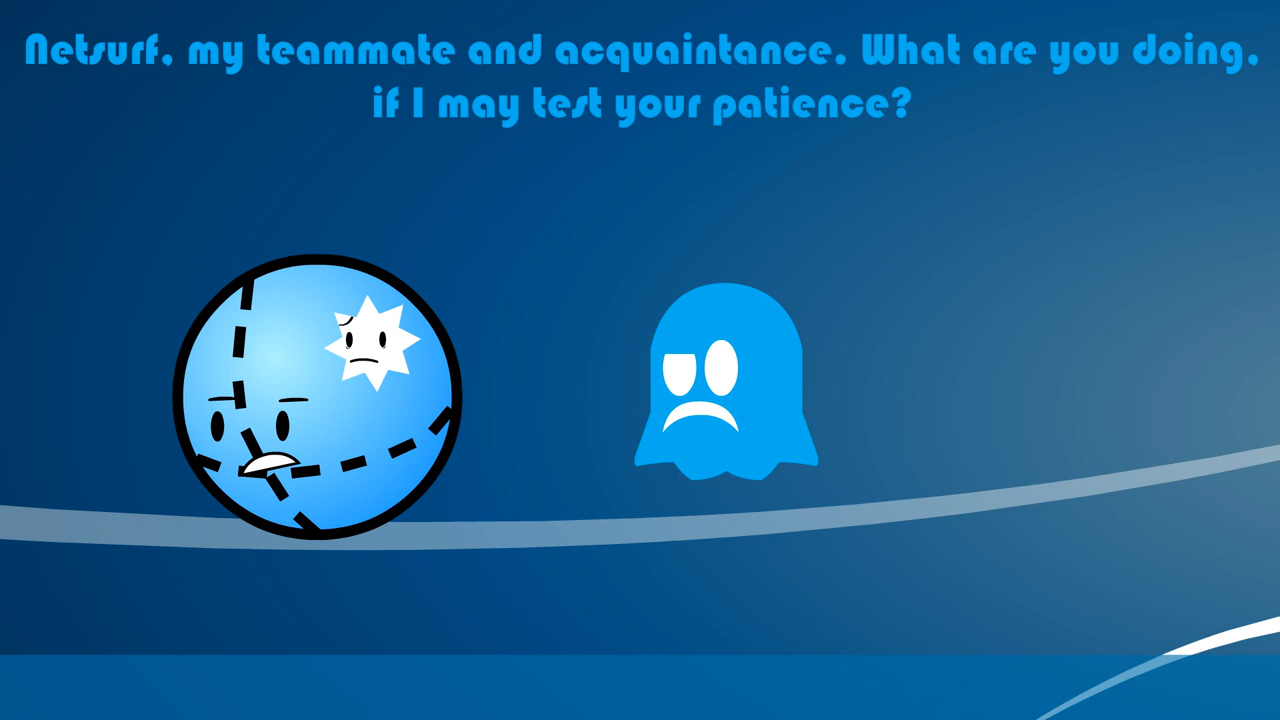 Netsurf, my teammate and acquaintance. What are you doing,
if I may test your patience?